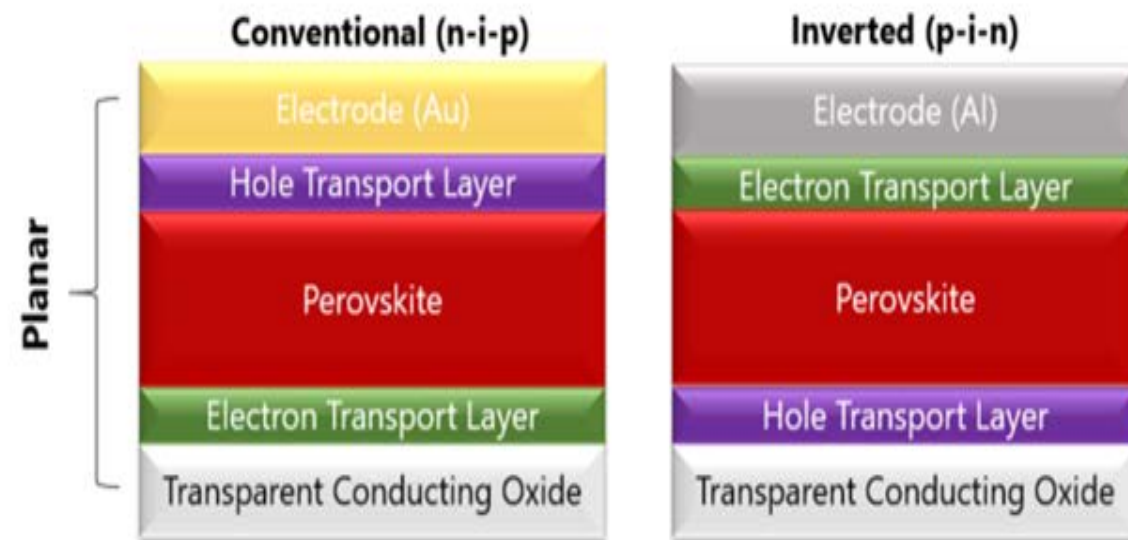 Conventional (n-i-p)
Electrode (Au)
Hole Transport Layer
Perovskite
Electron Transport Layer
Transparent Conducting Oxide
Inverted (p-i-n)
Electrode (Al)
Electron Transport Layer
Perovskite
Hole Transport Layer
Transparent Conducting Oxide
Planar